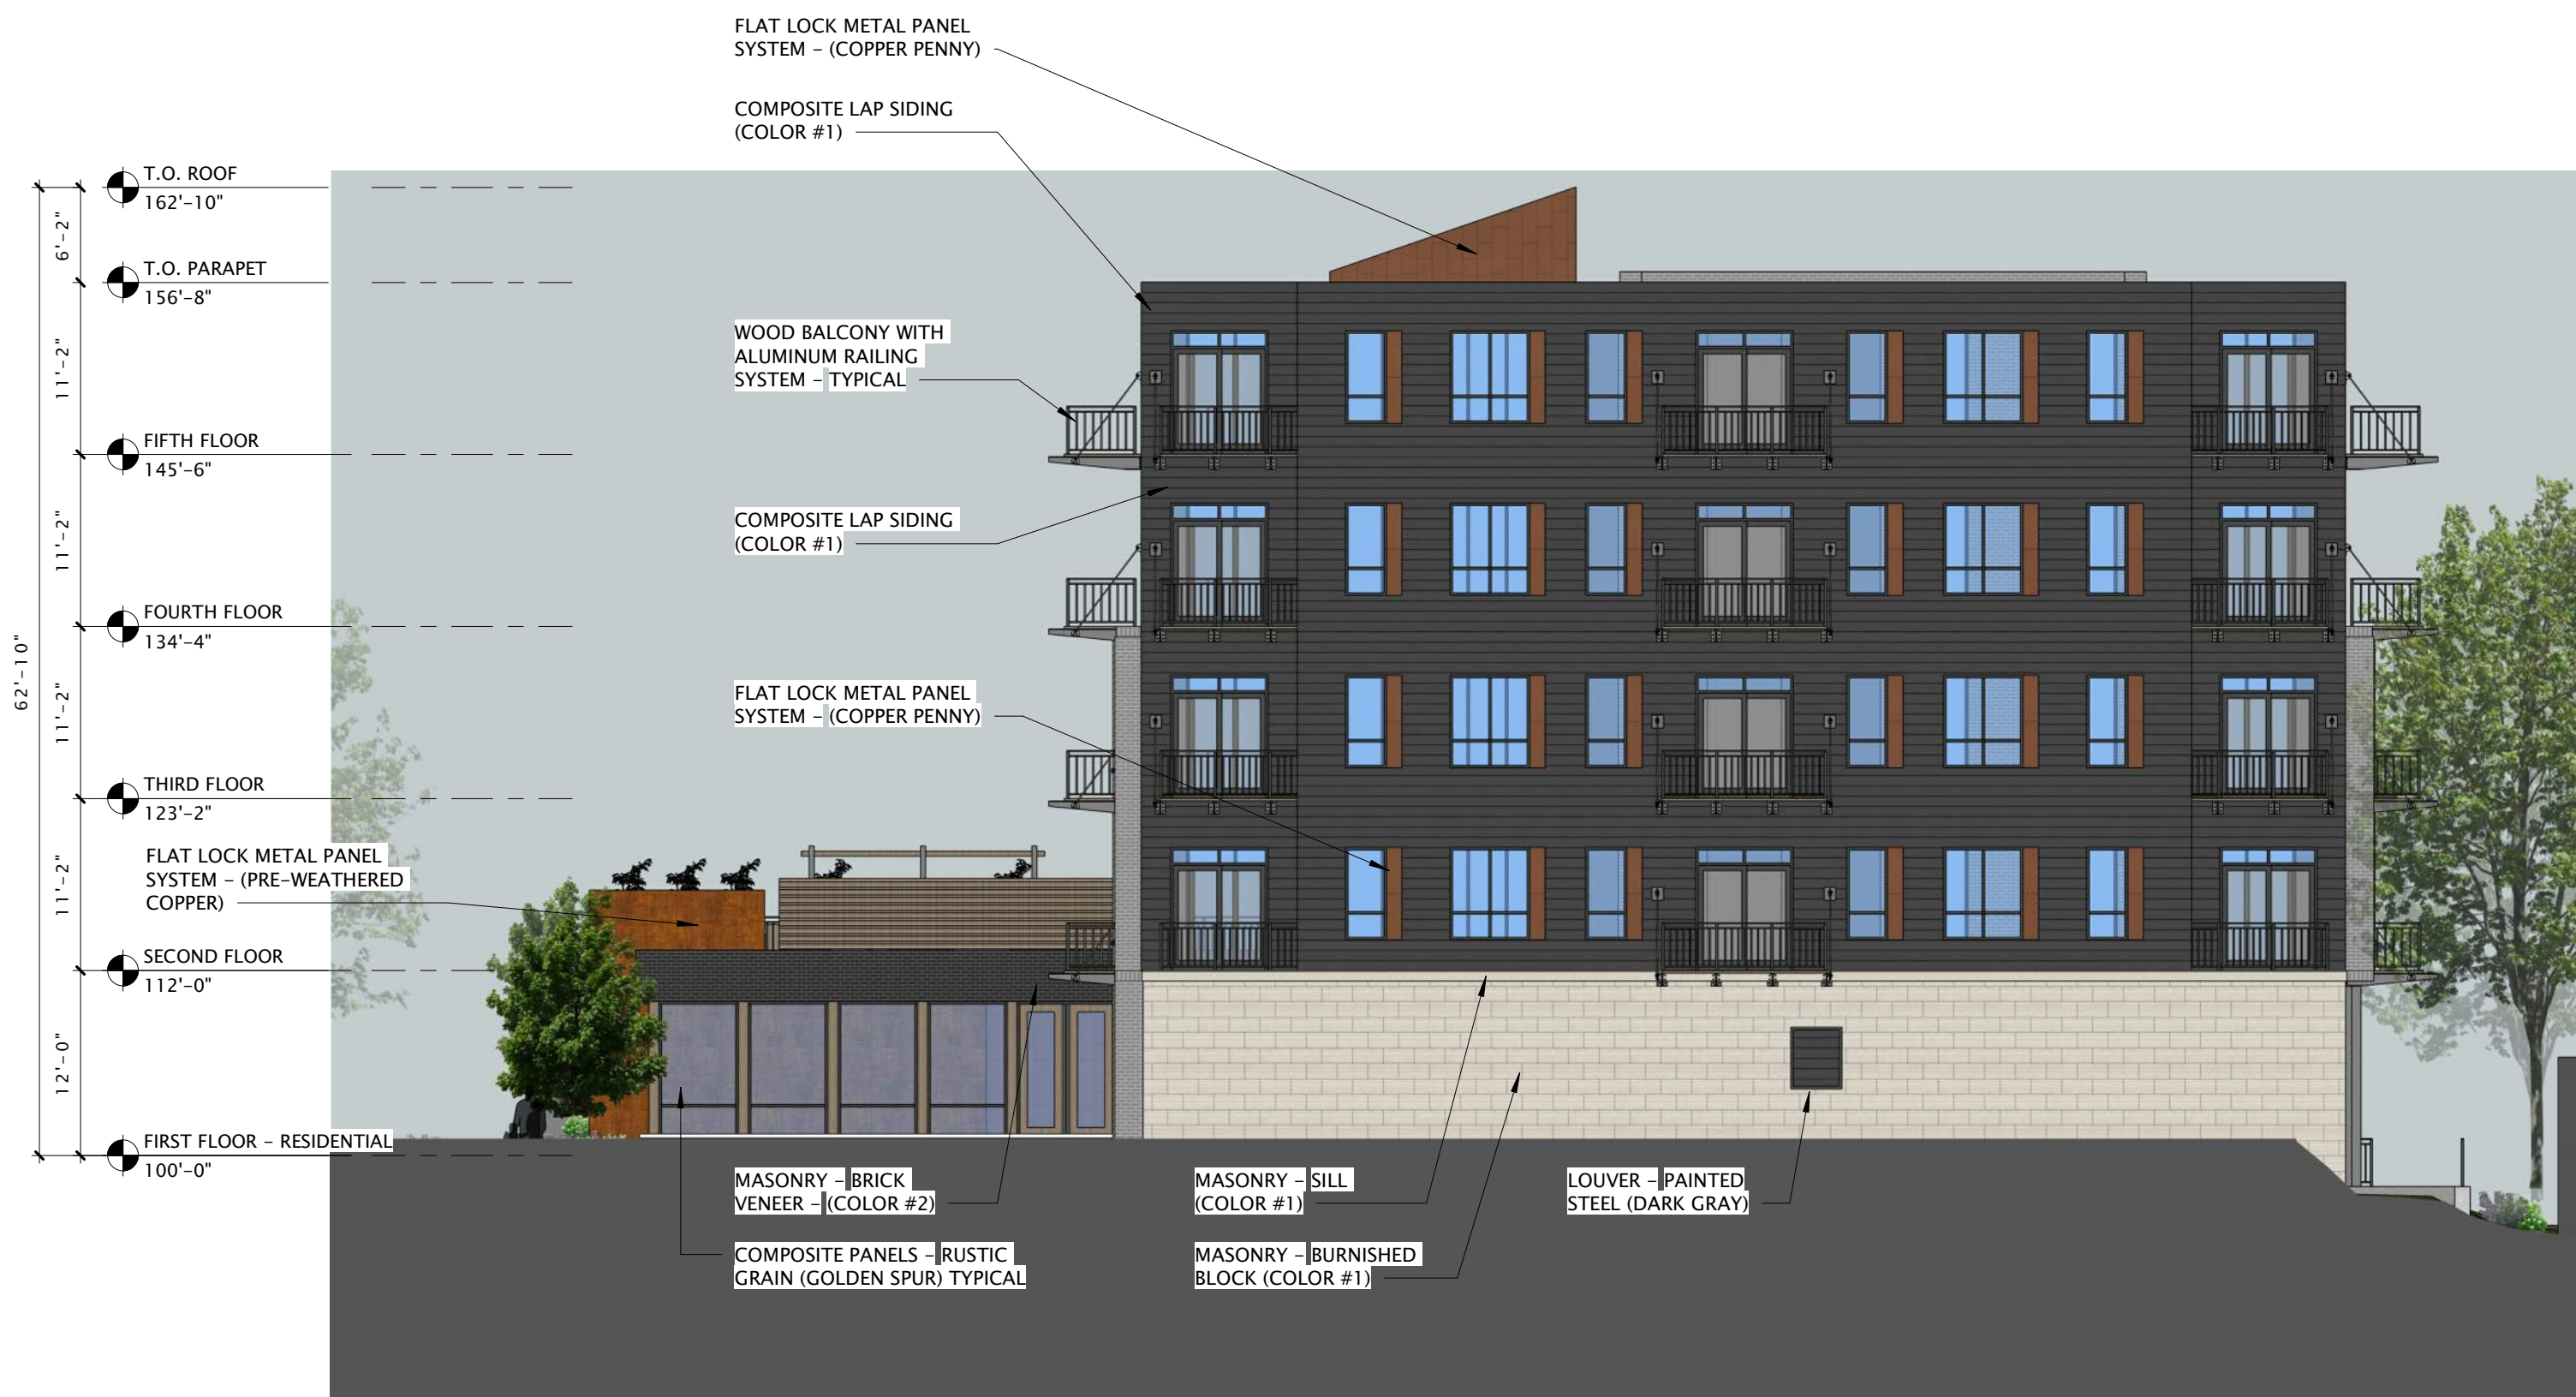 FLAT LOCK METAL PANEL
SYSTEM – (COPPER PENNY)
COMPOSITE LAP SIDING
(COLOR #1)
T.O. ROOF
162'–10"
6'–2"
T.O. PARAPET
156'–8"
WOOD BALCONY WITH
ALUMINUM RAILING
SYSTEM – TYPICAL
11'–2"
FIFTH FLOOR
145'–6"
COMPOSITE LAP SIDING
(COLOR #1)
11'–2"
FOURTH FLOOR
134'–4"
62'–10"
FLAT LOCK METAL PANEL
SYSTEM – (COPPER PENNY)
11'–2"
THIRD FLOOR
123'–2"
FLAT LOCK METAL PANEL
SYSTEM – (PRE–WEATHERED
COPPER)
11'–2"
SECOND FLOOR
112'–0"
12'–0"
FIRST FLOOR – RESIDENTIAL
100'–0"
MASONRY – BRICK
VENEER – (COLOR #2)
MASONRY – SILL
(COLOR #1)
LOUVER – PAINTED
STEEL (DARK GRAY)
COMPOSITE PANELS – RUSTIC
GRAIN (GOLDEN SPUR) TYPICAL
MASONRY – BURNISHED
BLOCK (COLOR #1)